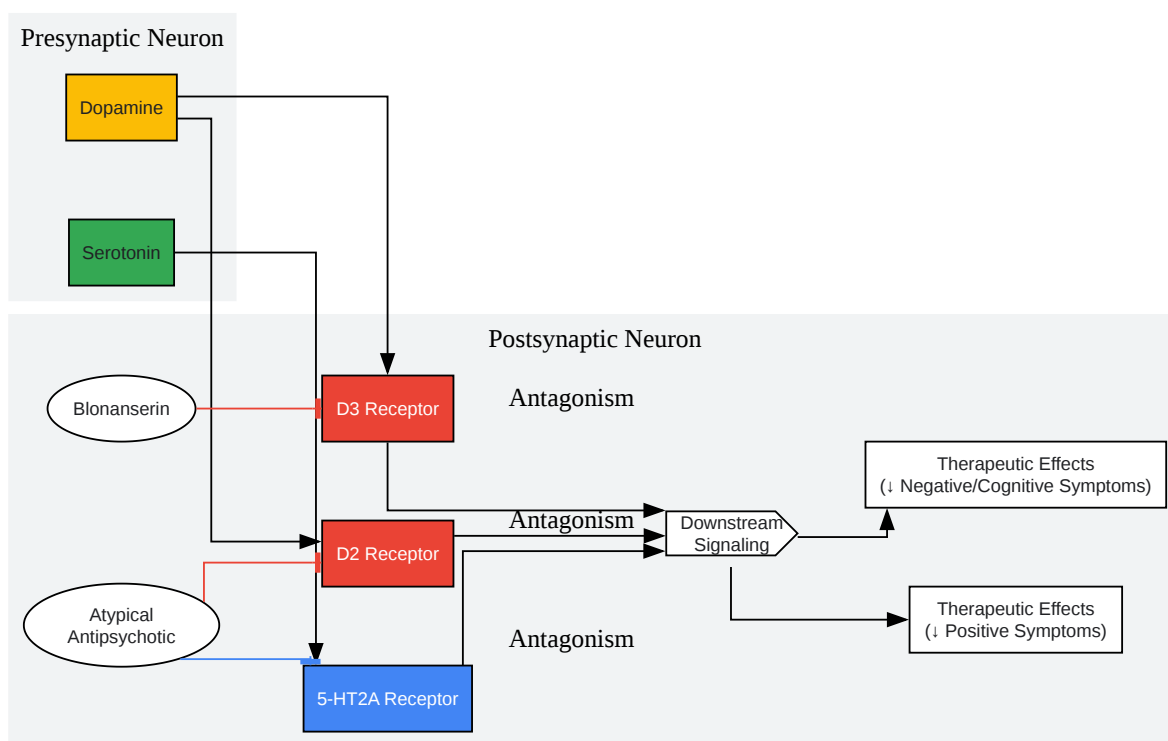 Presynaptic Neuron
Dopamine
Serotonin
Postsynaptic Neuron
Blonanserin
D3 Receptor
Antagonism
Therapeutic Effects
(↓ Negative/Cognitive Symptoms)
D2 Receptor
Antagonism
Downstream
Signaling
Atypical
Antipsychotic
Antagonism
Therapeutic Effects
(↓ Positive Symptoms)
5-HT2A Receptor